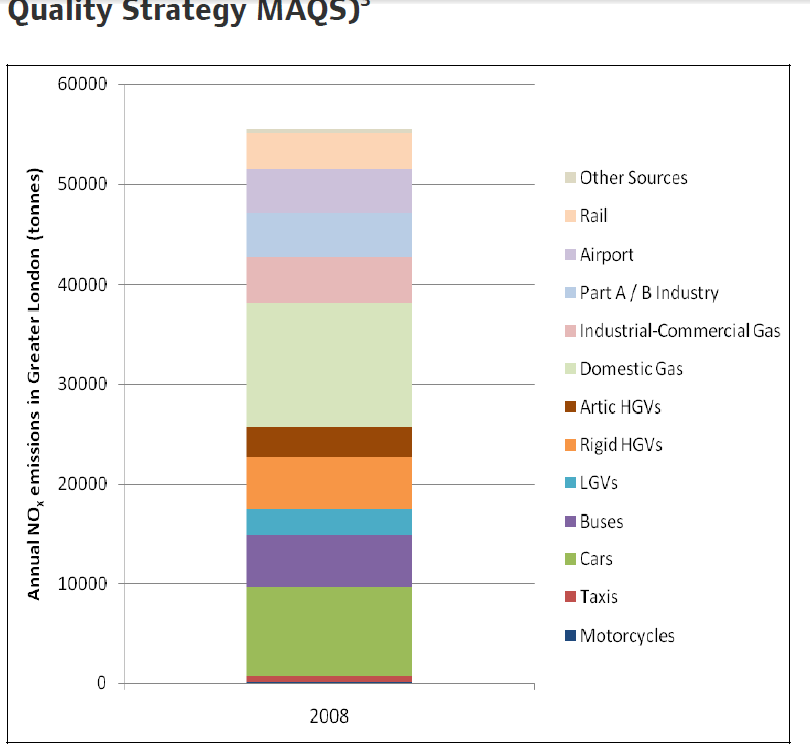 Quality Strategy MAQS)³
60000
50000
40000
30000
20000
10000
0
Annual NOₓ emissions in Greater London (tonnes)
2008
Other Sources
Rail
Airport
Part A / B Industry
Industrial-Commercial Gas
Domestic Gas
Artic HGVs
Rigid HGVs
LGVs
Buses
Cars
Taxis
Motorcycles